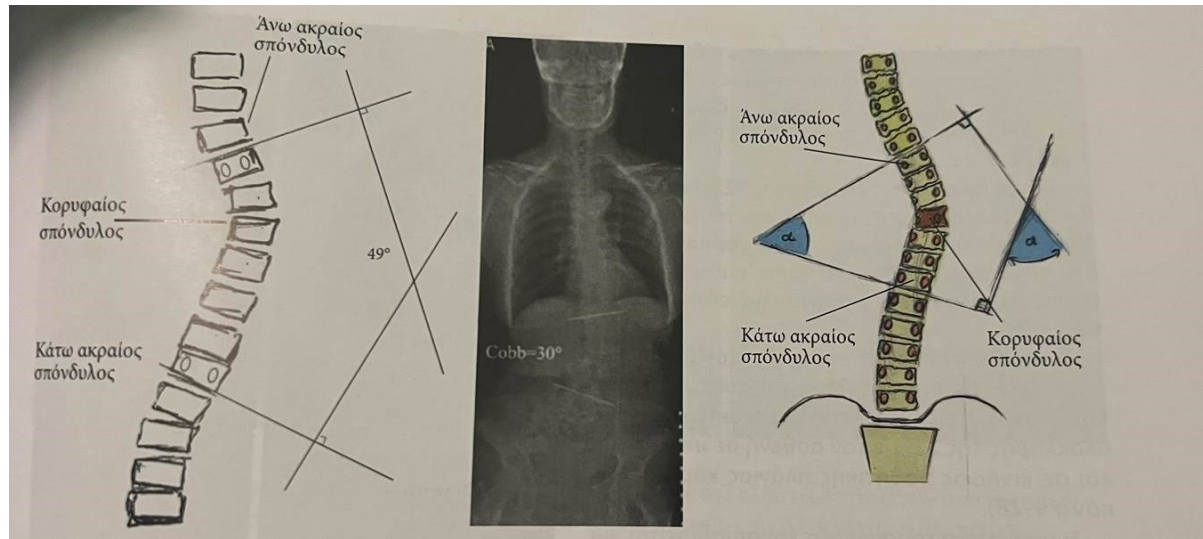 Άνω ακραίος
σπόνδυλος
Κορυφαίος
σπόνδυλος
49°
Κάτω ακραίος
σπόνδυλος
A
Cobb=30°
Άνω ακραίος
σπόνδυλος
α
α
Κάτω ακραίος
σπόνδυλος
Κορυφαίος
σπόνδυλος